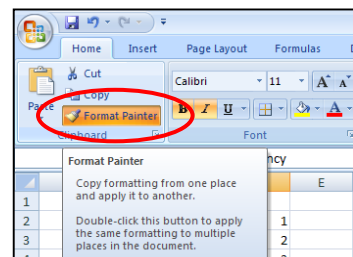 Home Insert Page Layout Formulas
Cut
Calibri 11 A A
Copy
Paste
Format Painter B I U A
Clipboard Font
Format Painter
Copy formatting from one place
and apply it to another.
Double-click this button to apply
the same formatting to multiple
places in the document.
ncy
E
1
2 1
3 2